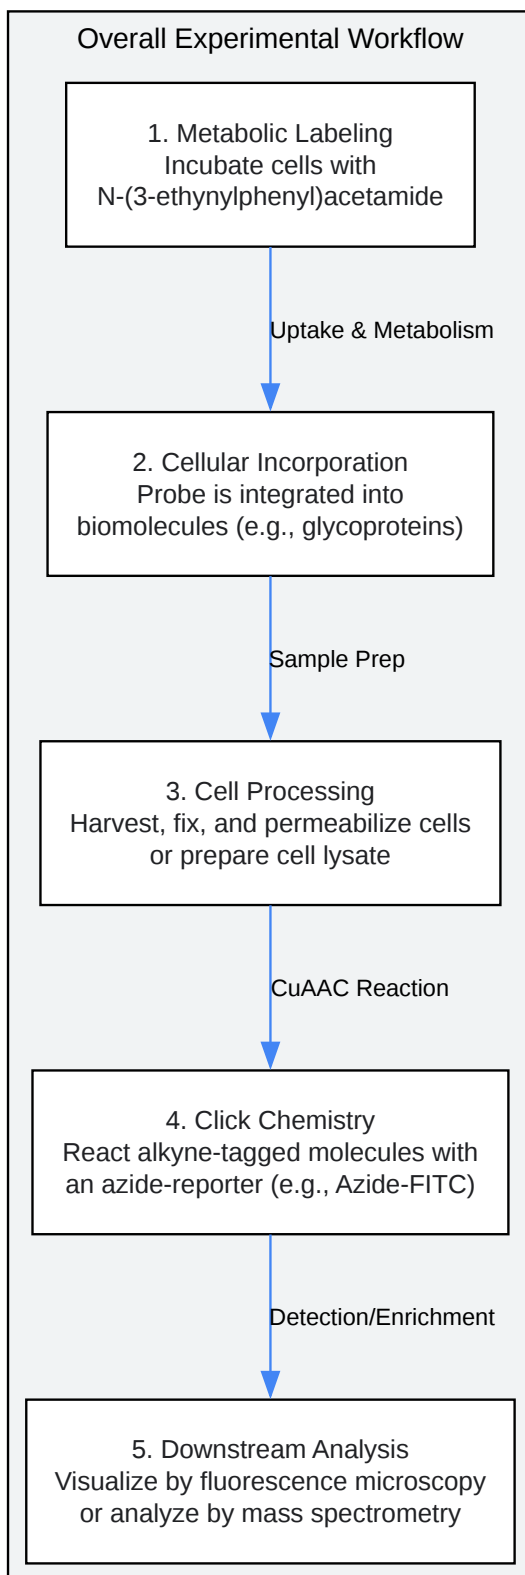 Overall Experimental Workflow
1. Metabolic Labeling
Incubate cells with
N-(3-ethynylphenyl)acetamide
Uptake & Metabolism
2. Cellular Incorporation
Probe is integrated into
biomolecules (e.g., glycoproteins)
Sample Prep
3. Cell Processing
Harvest, fix, and permeabilize cells
or prepare cell lysate
CuAAC Reaction
4. Click Chemistry
React alkyne-tagged molecules with
an azide-reporter (e.g., Azide-FITC)
Detection/Enrichment
5. Downstream Analysis
Visualize by fluorescence microscopy
or analyze by mass spectrometry